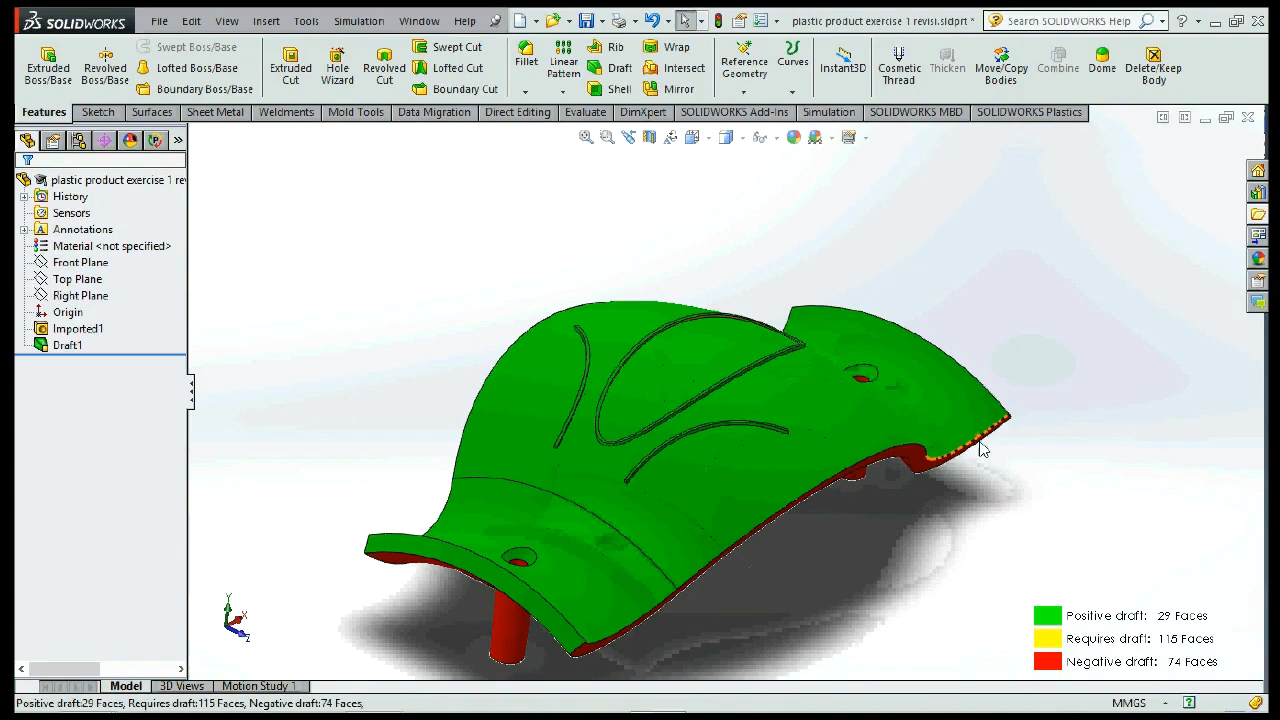 SOLIDWORKS
File Edit View Insert Tools Simulation Window Help
plastic product exercise 1 revisi.sldprt *
Search SOLIDWORKS Help
Extruded Boss/Base
Revolved Boss/Base
Swept Boss/Base
Lofted Boss/Base
Boundary Boss/Base
Extruded Cut
Hole Wizard
Revolved Cut
Swept Cut
Lofted Cut
Boundary Cut
Fillet
Linear Pattern
Rib
Draft
Shell
Wrap
Intersect
Mirror
Reference Geometry
Curves
Instant3D
Cosmetic Thread
Thicken
Move/Copy Bodies
Combine
Dome
Delete/Keep Body
Features Sketch Surfaces Sheet Metal Weldments Mold Tools Data Migration Direct Editing Evaluate DimXpert SOLIDWORKS Add-Ins Simulation SOLIDWORKS MBD SOLIDWORKS Plastics
plastic product exercise 1 rev
History
Sensors
Annotations
Material <not specified>
Front Plane
Top Plane
Right Plane
Origin
Imported1
Draft1
Y
X
Z
Positive draft: 29 Faces
Requires draft: 115 Faces
Negative draft: 74 Faces
Model 3D Views Motion Study 1
Positive draft:29 Faces, Requires draft:115 Faces, Negative draft:74 Faces,
MMGS